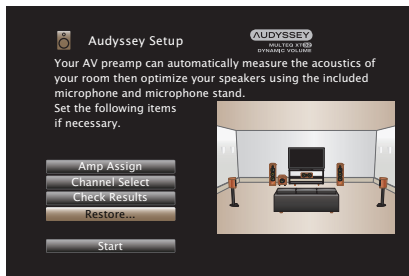 Audyssey Setup
AUDYSSEY
MULTEQ XT32
DYNAMIC VOLUME
Your AV preamp can automatically measure the acoustics of
your room then optimize your speakers using the included
microphone and microphone stand.
Set the following items
if necessary.
Amp Assign
Channel Select
Check Results
Restore...
Start